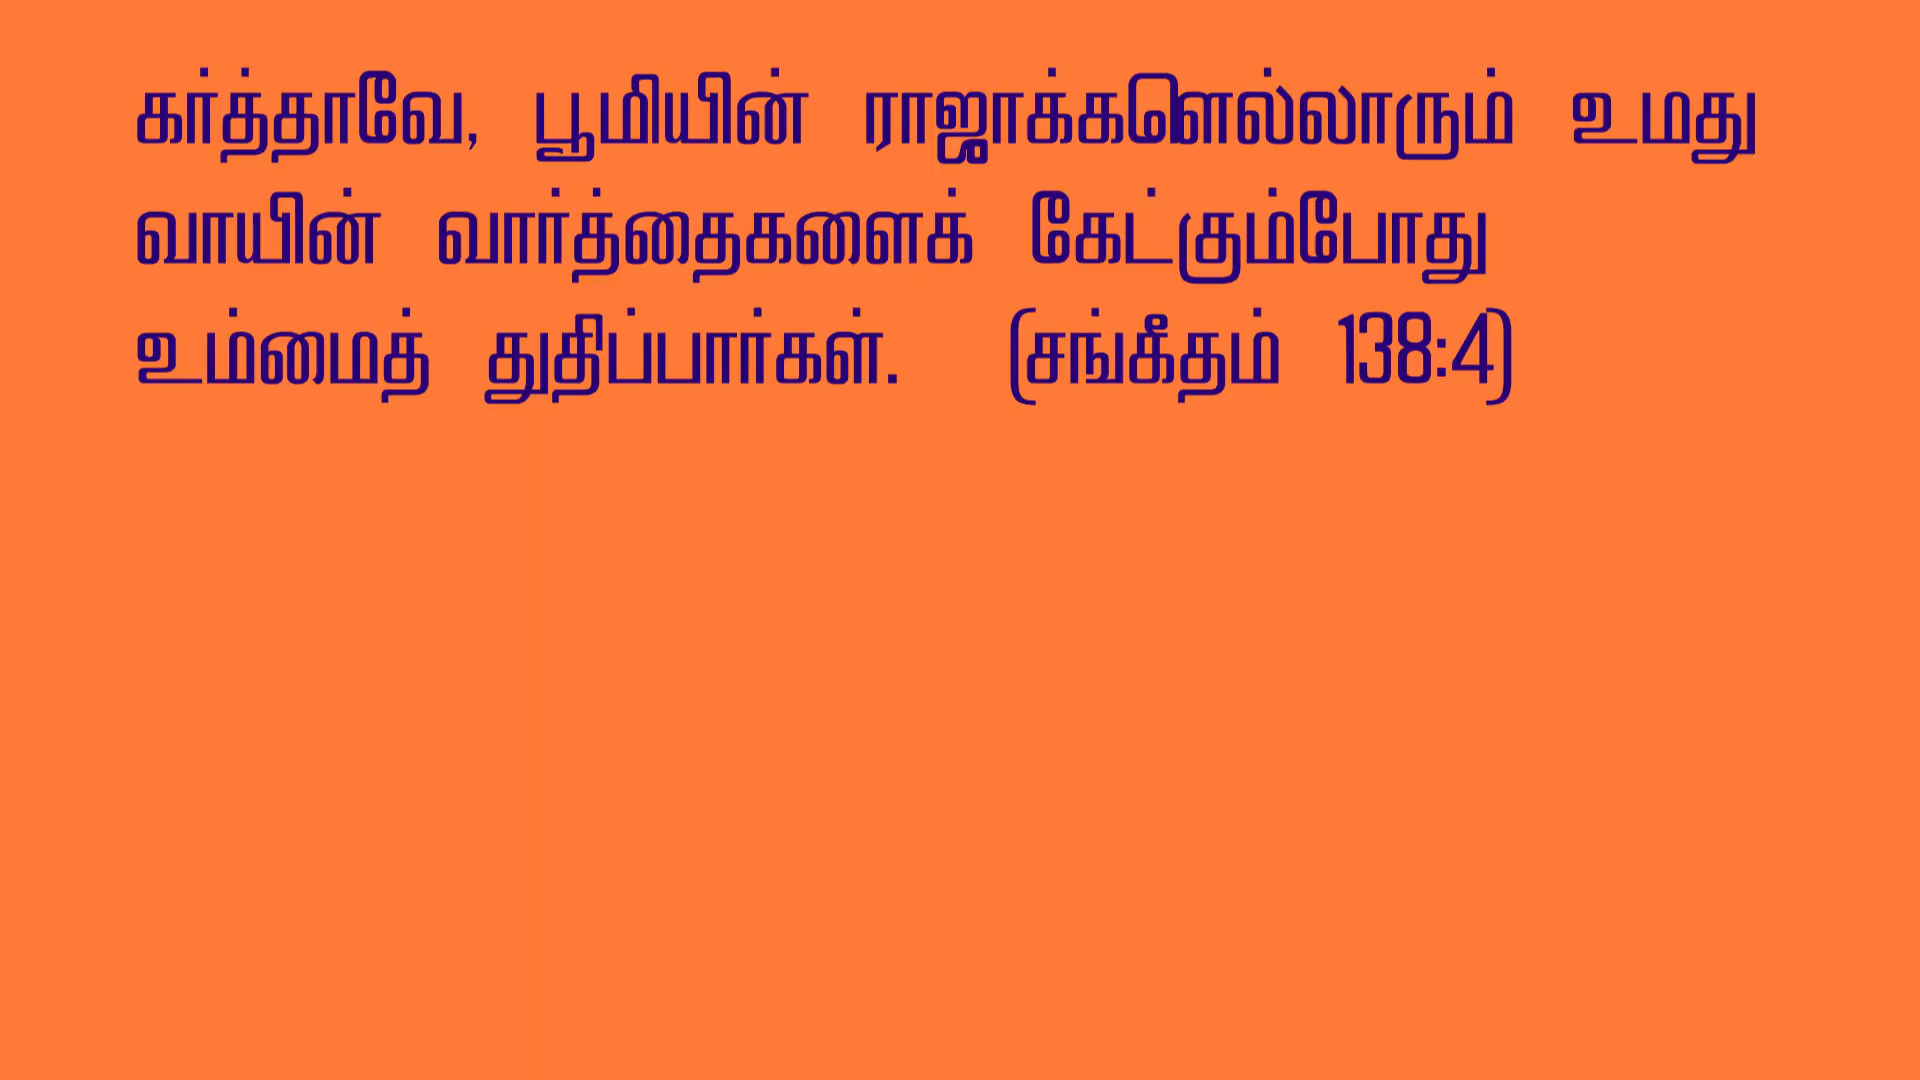 கர்த்தாவே, பூமியின் ராஜாக்களெல்லாரும் உமது
வாயின் வார்த்தைகளைக் கேட்கும்போது
உம்மைத் துதிப்பார்கள். (சங்கீதம் 138:4)